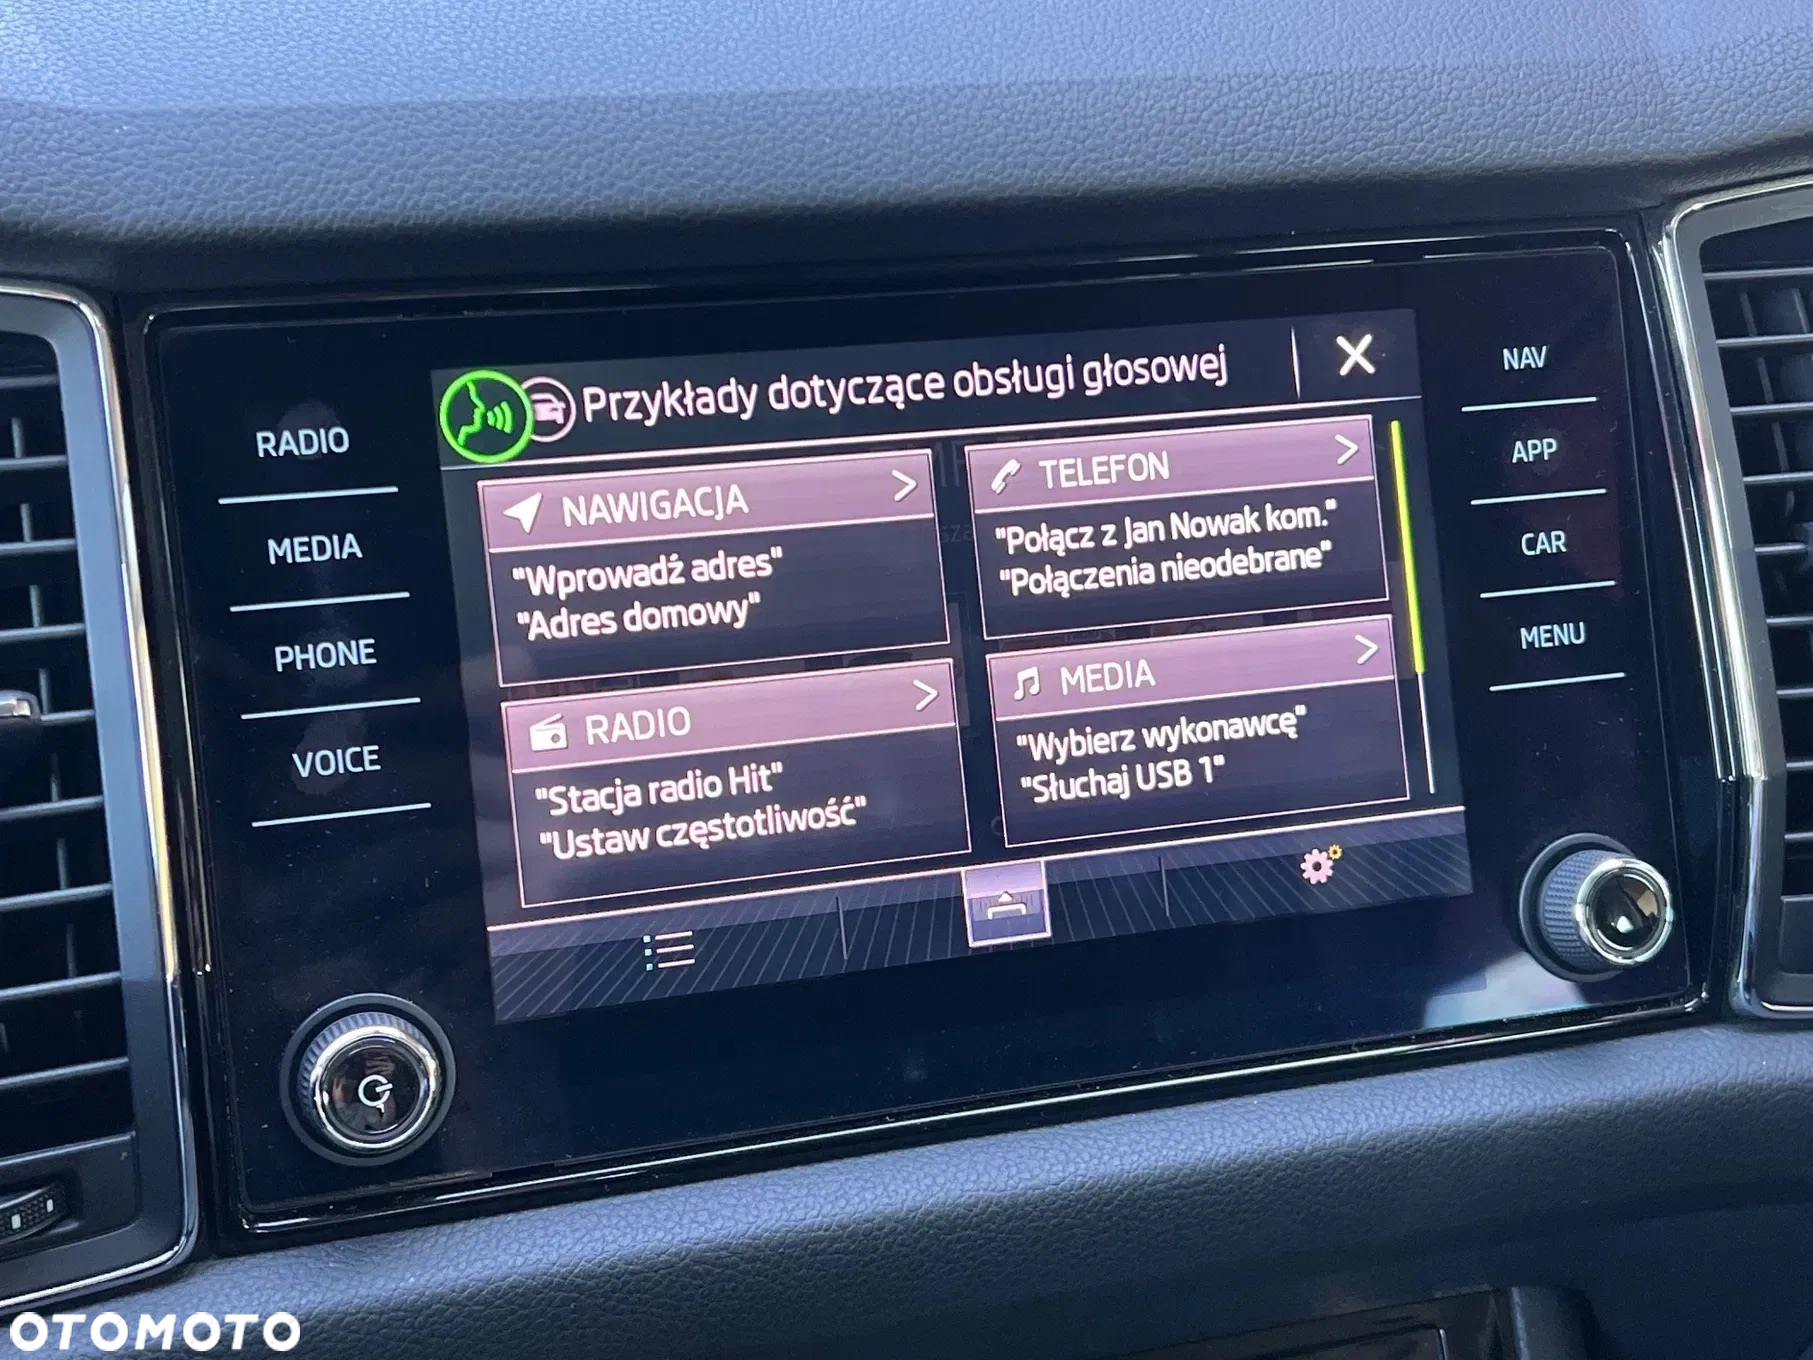 Przykłady dotyczące obsługi głosowej
RADIO
MEDIA
PHONE
VOICE
NAWIGACJA
"Wprowadź adres"
"Adres domowy"
TELEFON
"Połącz z Jan Nowak kom."
"Połączenia nieodebrane"
RADIO
"Stacja radio Hit"
"Ustaw częstotliwość"
MEDIA
"Wybierz wykonawcę"
"Słuchaj USB 1"
NAV
APP
CAR
MENU
OTOMOTO